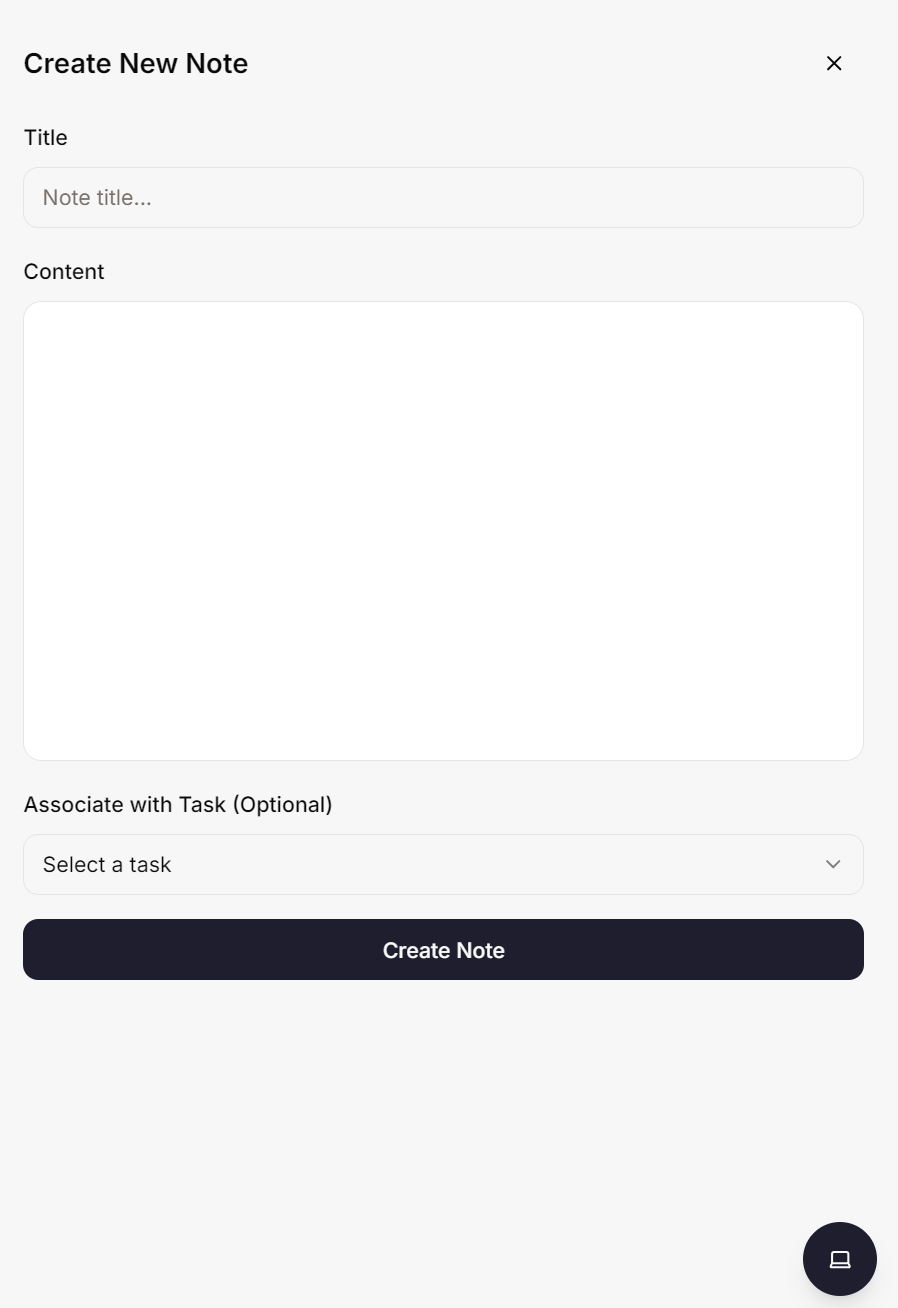 Create New Note
Title
Note title...
Content
Associate with Task (Optional)
Select a task
Create Note